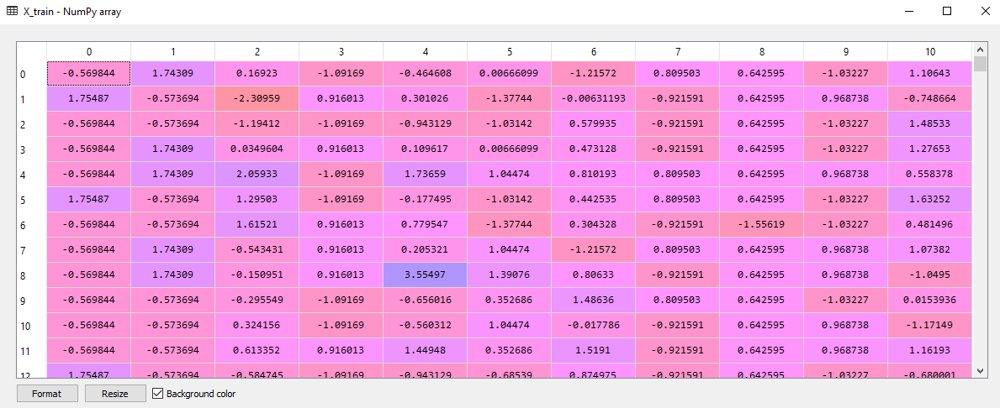 X_train - NumPy array
0 1 2 3 4 5 6 7 8 9 10
0 -0.569844 1.74309 0.16923 -1.09169 -0.464608 0.00666099 -1.21572 0.809503 0.642595 -1.03227 1.10643
1 1.75487 -0.573694 -2.30959 0.916013 0.301026 -1.37744 -0.00631193 -0.921591 0.642595 0.968738 -0.748664
2 -0.569844 -0.573694 -1.19412 -1.09169 -0.943129 -1.03142 0.579935 -0.921591 0.642595 -1.03227 1.48533
3 -0.569844 1.74309 0.0349604 0.916013 0.109617 0.00666099 0.473128 -0.921591 0.642595 -1.03227 1.27653
4 -0.569844 1.74309 2.05933 -1.09169 1.73659 1.04474 0.810193 0.809503 0.642595 0.968738 0.558378
5 1.75487 -0.573694 1.29503 -1.09169 -0.177495 -1.03142 0.442535 0.809503 0.642595 -1.03227 1.63252
6 -0.569844 -0.573694 1.61521 0.916013 0.779547 -1.37744 0.304328 -0.921591 -1.55619 -1.03227 0.481496
7 -0.569844 1.74309 -0.543431 0.916013 0.205321 1.04474 -1.21572 0.809503 0.642595 0.968738 1.07382
8 -0.569844 1.74309 -0.150951 0.916013 3.55497 1.39076 0.80633 -0.921591 0.642595 0.968738 -1.0495
9 -0.569844 -0.573694 -0.295549 -1.09169 -0.656016 0.352686 1.48636 0.809503 0.642595 -1.03227 0.0153936
10 -0.569844 -0.573694 0.324156 -1.09169 -0.560312 1.04474 -0.017786 -0.921591 0.642595 0.968738 -1.17149
11 -0.569844 -0.573694 0.613352 0.916013 1.44948 0.352686 1.5191 -0.921591 0.642595 0.968738 1.16193
12 1.75487 -0.573694 -0.584745 -1.09169 -0.943129 -0.68539 0.874975 -0.921591 0.642595 -1.03227 -0.680001
Format Resize Background color